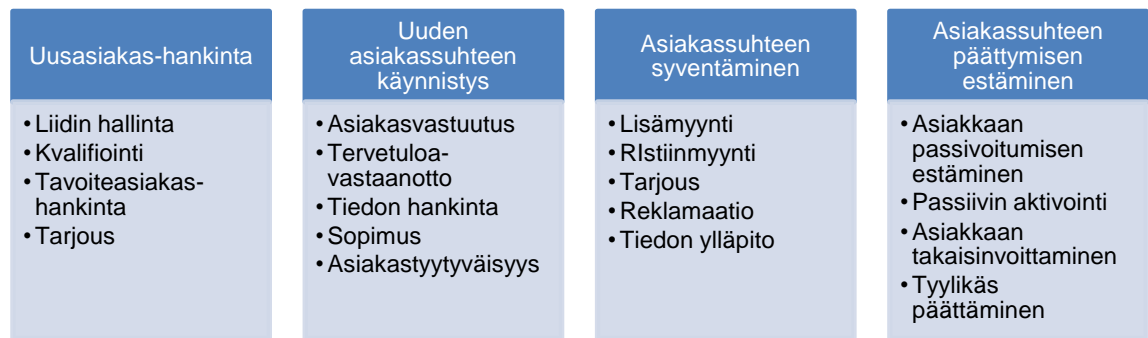 Uusasiakas-hankinta
• Liidin hallinta
• Kvalifiointi
• Tavoiteasiakas-
hankinta
• Tarjous
Uuden
asiakassuhteen
käynnistys
• Asiakasvastuutus
• Tervetuloa-
vastaanotto
• Tiedon hankinta
• Sopimus
• Asiakastyytyväisyys
Asiakassuhteen
syventäminen
• Lisämyynti
• RIstiinmyynti
• Tarjous
• Reklamaatio
• Tiedon ylläpito
Asiakassuhteen
päättymisen
estäminen
• Asiakkaan
passivoitumisen
estäminen
• Passiivin aktivointi
• Asiakkaan
takaisinvoittaminen
• Tyylikäs
päättäminen